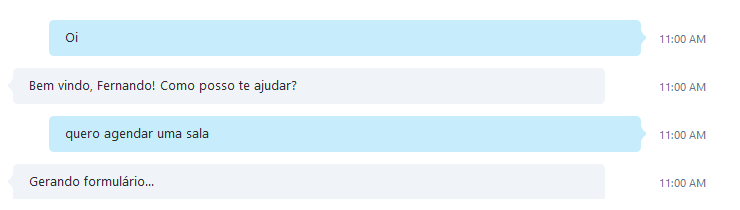 Oi
11:00 AM
Bem vindo, Fernando! Como posso te ajudar?
11:00 AM
quero agendar uma sala
11:00 AM
Gerando formulário...
11:00 AM